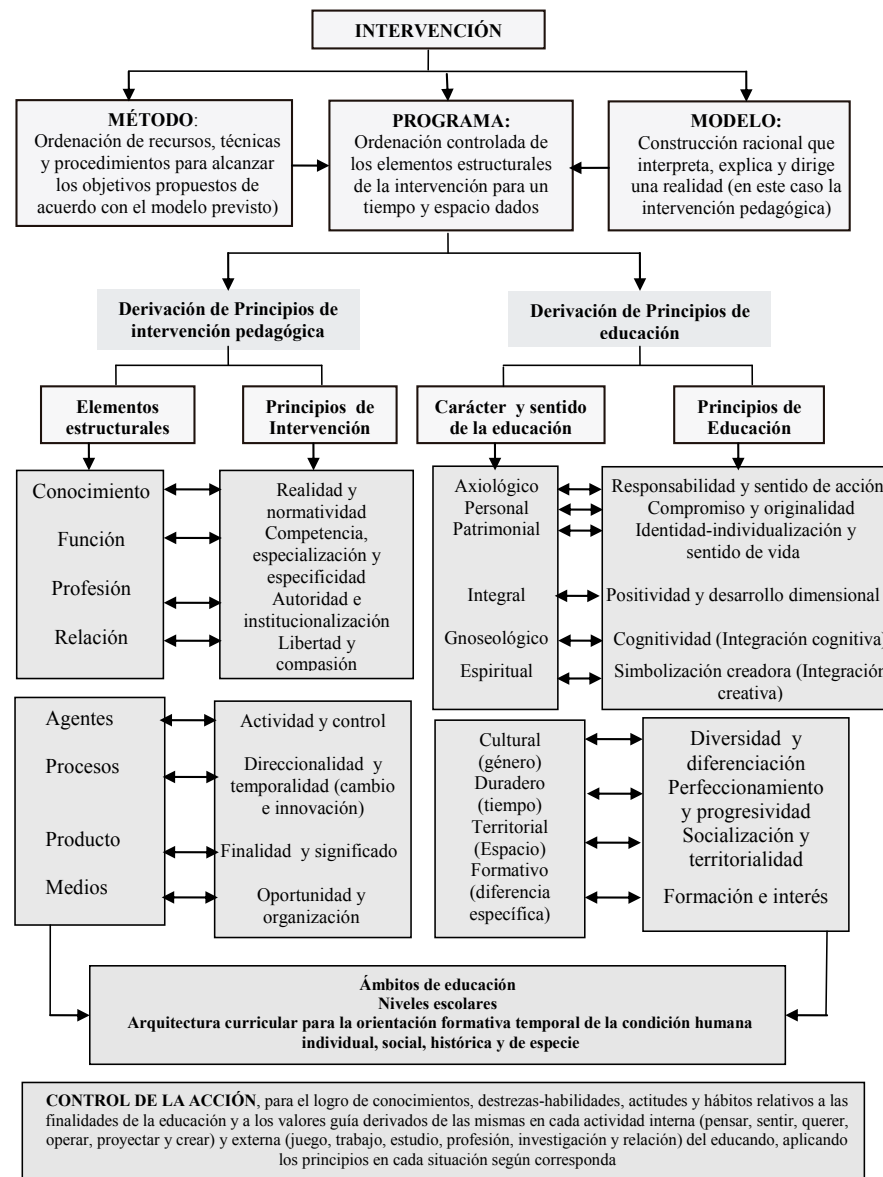 INTERVENCIÓN
MÉTODO:
Ordenación de recursos, técnicas
y procedimientos para alcanzar
los objetivos propuestos de
acuerdo con el modelo previsto)
PROGRAMA:
Ordenación controlada de
los elementos estructurales
de la intervención para un
tiempo y espacio dados
MODELO:
Construcción racional que
interpreta, explica y dirige
una realidad (en este caso la
intervención pedagógica)
Derivación de Principios de
intervención pedagógica
Derivación de Principios de
educación
Elementos
estructurales
Principios de
Intervención
Carácter y sentido
de la educación
Principios de
Educación
Conocimiento
Función
Profesión
Relación
Realidad y
normatividad
Competencia,
especialización y
especificidad
Autoridad e
institucionalización
Libertad y
compasión
Axiológico
Personal
Patrimonial
Integral
Gnoseológico
Espiritual
Responsabilidad y sentido de acción
Compromiso y originalidad
Identidad-individualización y
sentido de vida
Positividad y desarrollo dimensional
Cognitividad (Integración cognitiva)
Simbolización creadora (Integración
creativa)
Agentes
Procesos
Producto
Medios
Actividad y control
Direccionalidad y
temporalidad (cambio
e innovación)
Finalidad y significado
Oportunidad y
organización
Cultural
(género)
Duradero
(tiempo)
Territorial
(Espacio)
Formativo
(diferencia
específica)
Diversidad y
diferenciación
Perfeccionamiento
y progresividad
Socialización y
territorialidad
Formación e interés
Ámbitos de educación
Niveles escolares
Arquitectura curricular para la orientación formativa temporal de la condición humana
individual, social, histórica y de especie
CONTROL DE LA ACCIÓN, para el logro de conocimientos, destrezas-habilidades, actitudes y hábitos relativos a las
finalidades de la educación y a los valores guía derivados de las mismas en cada actividad interna (pensar, sentir, querer,
operar, proyectar y crear) y externa (juego, trabajo, estudio, profesión, investigación y relación) del educando, aplicando
los principios en cada situación según corresponda